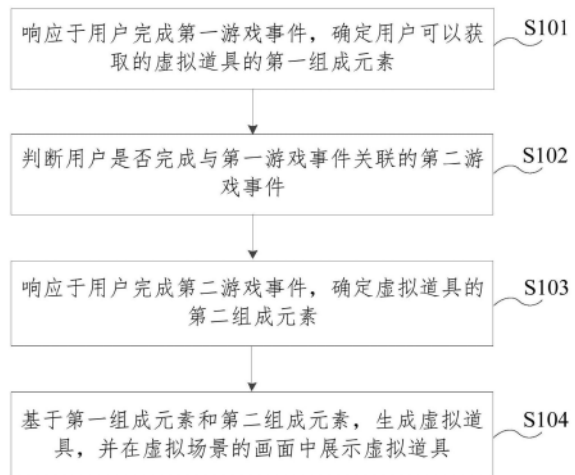 响应于用户完成第一游戏事件，确定用户可以获
取的虚拟道具的第一组成元素
S101
判断用户是否完成与第一游戏事件关联的第二游
戏事件
S102
响应于用户完成第二游戏事件，确定虚拟道具的
第二组成元素
S103
基于第一组成元素和第二组成元素，生成虚拟道
具，并在虚拟场景的画面中展示虚拟道具
S104